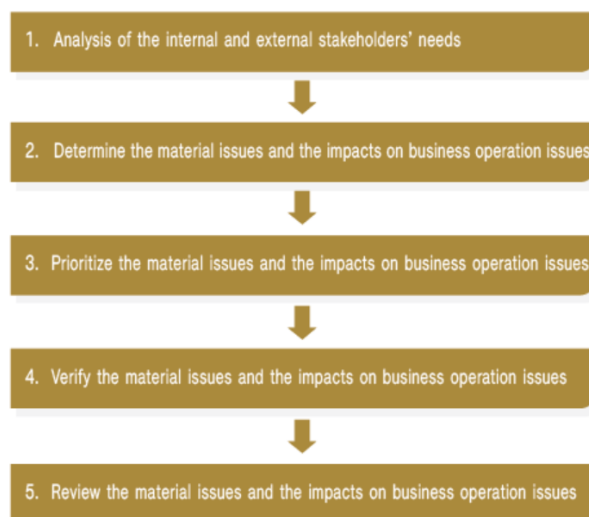 1. Analysis of the internal and external stakeholders' needs
2. Determine the material issues and the impacts on business operation issues
3. Prioritize the material issues and the impacts on business operation issues
4. Verify the material issues and the impacts on business operation issues
5. Review the material issues and the impacts on business operation issues